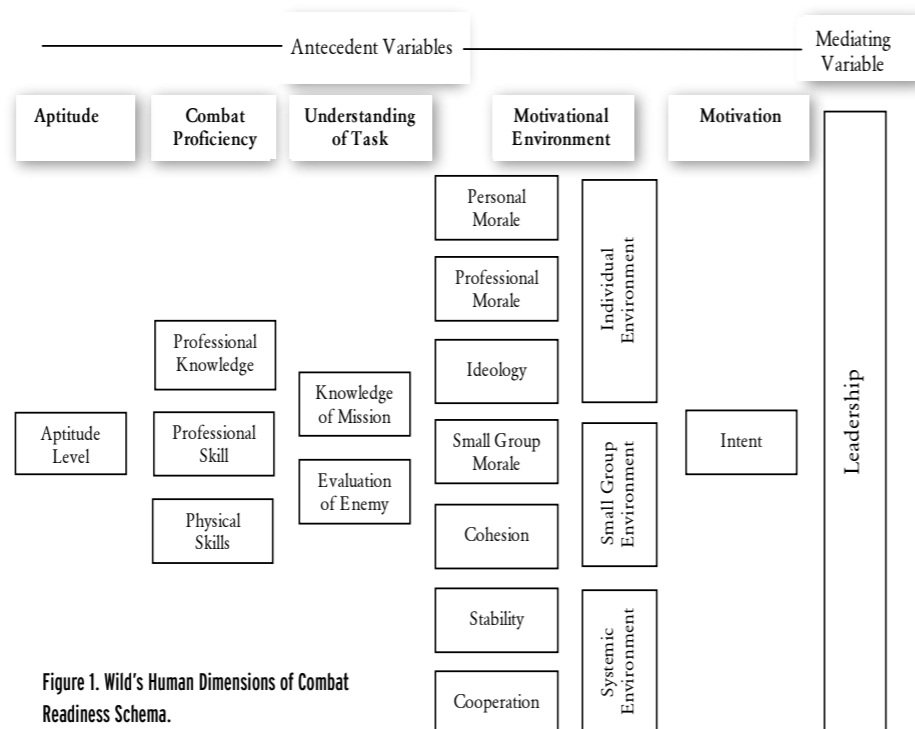 Antecedent Variables
Mediating
Variable
Aptitude
Combat
Proficiency
Understanding
of Task
Motivational
Environment
Motivation
Personal
Morale
Professional
Morale
Ideology
Individual
Environment
Professional
Knowledge
Knowledge
of Mission
Aptitude
Level
Professional
Skill
Small Group
Morale
Small Group
Environment
Intent
Leadership
Evaluation
of Enemy
Physical
Skills
Cohesion
Stability
Systemic
Environment
Cooperation
Figure 1. Wild's Human Dimensions of Combat
Readiness Schema.